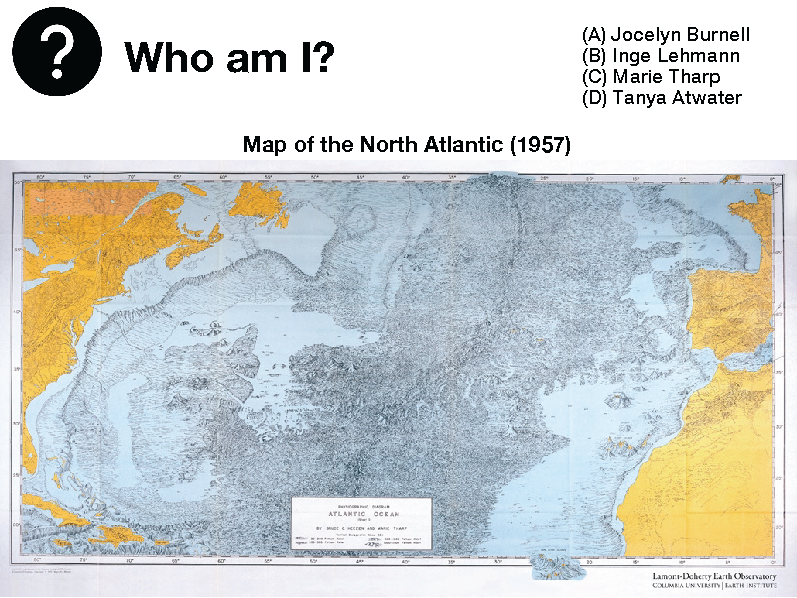 ?
Who am I?
(A) Jocelyn Burnell
(B) Inge Lehmann
(C) Marie Tharp
(D) Tanya Atwater
Map of the North Atlantic (1957)
PHYSIOGRAPHIC DIAGRAM
ATLANTIC OCEAN
BY BRUCE C. HEEZEN AND MARIE THARP
Lamont-Doherty Earth Observatory
COLUMBIA UNIVERSITY | EARTH INSTITUTE